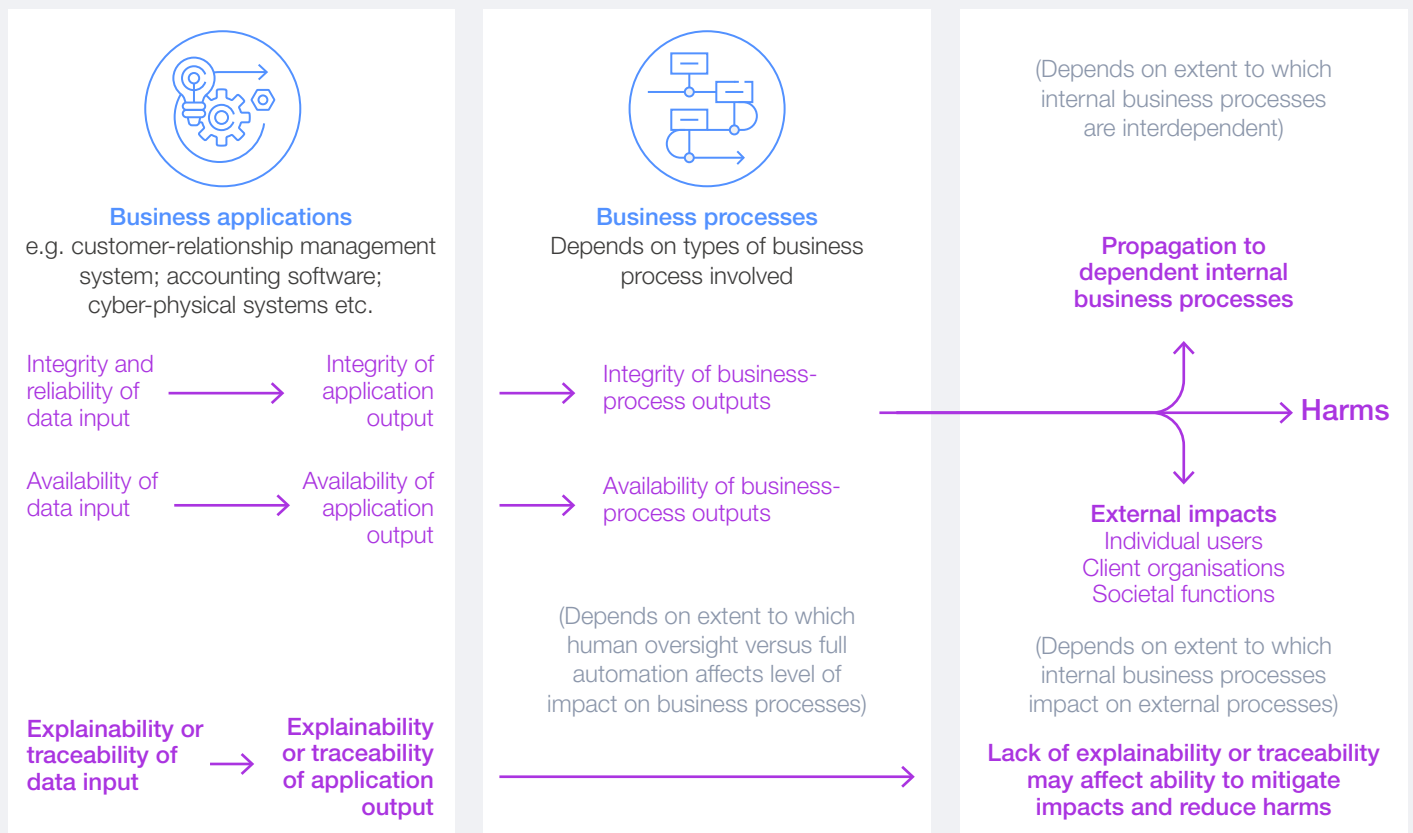 Business applications
e.g. customer-relationship management
system; accounting software;
cyber-physical systems etc.
Integrity and
reliability of
data input
Integrity of
application
output
Availability of
data input
Availability of
application
output
Explainability or
traceability of
data input
Explainability
or traceability
of application
output
Business processes
Depends on types of business
process involved
Integrity of business-
process outputs
Availability of business-
process outputs
(Depends on extent to which
human oversight versus full
automation affects level of
impact on business processes)
(Depends on extent to which
internal business processes
are interdependent)
Propagation to
dependent internal
business processes
Harms
External impacts
Individual users
Client organisations
Societal functions
(Depends on extent to which
internal business processes
impact on external processes)
Lack of explainability or traceability
may affect ability to mitigate
impacts and reduce harms